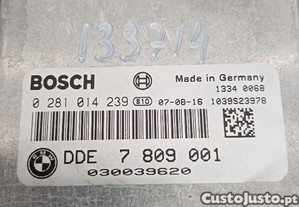 133714
BOSCH
Made in Germany
1334 0068
0 281 014 239 810 07-08-16 1039S23978
BMW
DDE 7 809 001
030039620
CustoJusto.pt